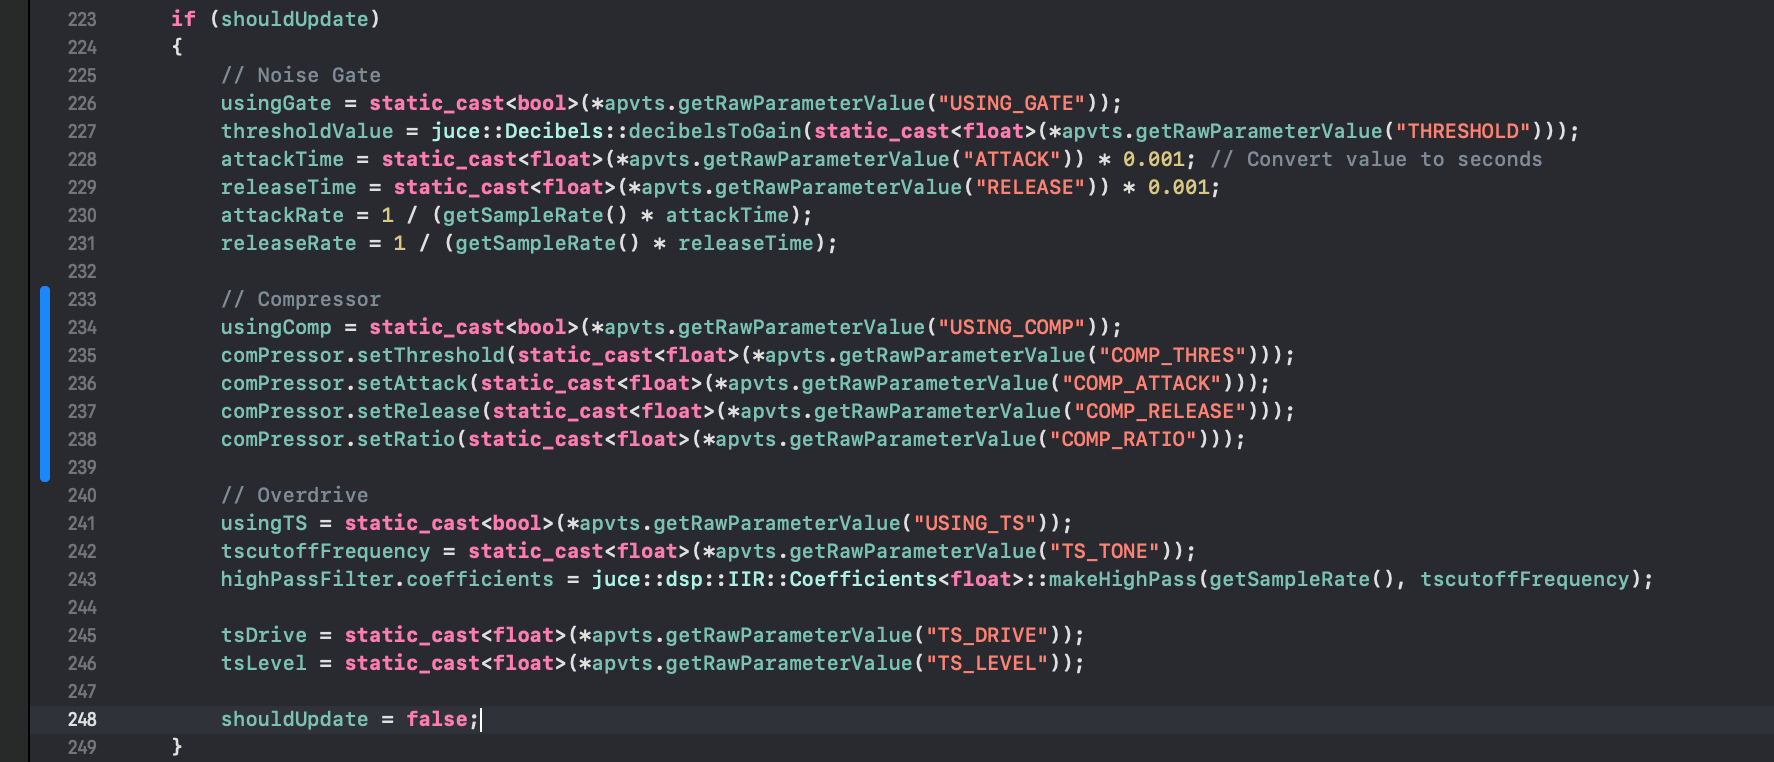 223 if (shouldUpdate)
224 {
225 // Noise Gate
226 usingGate = static_cast<bool>(*apvts.getRawParameterValue("USING_GATE"));
227 thresholdValue = juce::Decibels::decibelsToGain(static_cast<float>(*apvts.getRawParameterValue("THRESHOLD")));
228 attackTime = static_cast<float>(*apvts.getRawParameterValue("ATTACK")) * 0.001; // Convert value to seconds
229 releaseTime = static_cast<float>(*apvts.getRawParameterValue("RELEASE")) * 0.001;
230 attackRate = 1 / (getSampleRate() * attackTime);
231 releaseRate = 1 / (getSampleRate() * releaseTime);
232
233 // Compressor
234 usingComp = static_cast<bool>(*apvts.getRawParameterValue("USING_COMP"));
235 comPressor.setThreshold(static_cast<float>(*apvts.getRawParameterValue("COMP_THRES")));
236 comPressor.setAttack(static_cast<float>(*apvts.getRawParameterValue("COMP_ATTACK")));
237 comPressor.setRelease(static_cast<float>(*apvts.getRawParameterValue("COMP_RELEASE")));
238 comPressor.setRatio(static_cast<float>(*apvts.getRawParameterValue("COMP_RATIO")));
239
240 // Overdrive
241 usingTS = static_cast<bool>(*apvts.getRawParameterValue("USING_TS"));
242 tscutoffFrequency = static_cast<float>(*apvts.getRawParameterValue("TS_TONE"));
243 highPassFilter.coefficients = juce::dsp::IIR::Coefficients<float>::makeHighPass(getSampleRate(), tscutoffFrequency);
244
245 tsDrive = static_cast<float>(*apvts.getRawParameterValue("TS_DRIVE"));
246 tsLevel = static_cast<float>(*apvts.getRawParameterValue("TS_LEVEL"));
247
248 shouldUpdate = false;
249 }